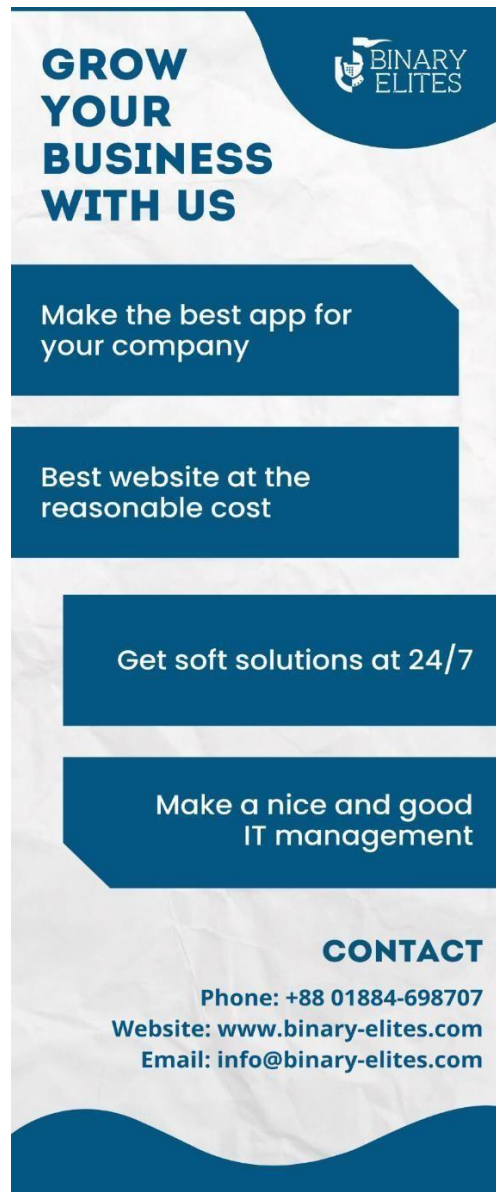 GROW
YOUR
BUSINESS
WITH US
BINARY
ELITES
Make the best app for
your company
Best website at the
reasonable cost
Get soft solutions at 24/7
Make a nice and good
IT management
CONTACT
Phone: +88 01884-698707
Website: www.binary-elites.com
Email: info@binary-elites.com